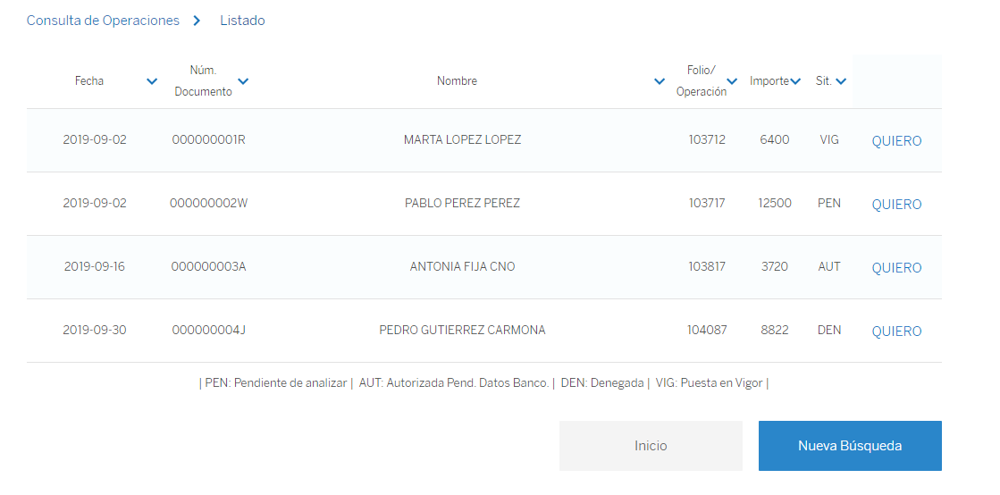 Consulta de Operaciones > Listado
Fecha Núm. Documento Nombre Folio/ Operación Importe Sit.
2019-09-02 000000001R MARTA LOPEZ LOPEZ 103712 6400 VIG QUIERO
2019-09-02 000000002W PABLO PEREZ PEREZ 103717 12500 PEN QUIERO
2019-09-16 000000003A ANTONIA FIJA CNO 103817 3720 AUT QUIERO
2019-09-30 000000004J PEDRO GUTIERREZ CARMONA 104087 8822 DEN QUIERO
| PEN: Pendiente de analizar | AUT: Autorizada Pend. Datos Banco. | DEN: Denegada | VIG: Puesta en Vigor |
Inicio Nueva Búsqueda